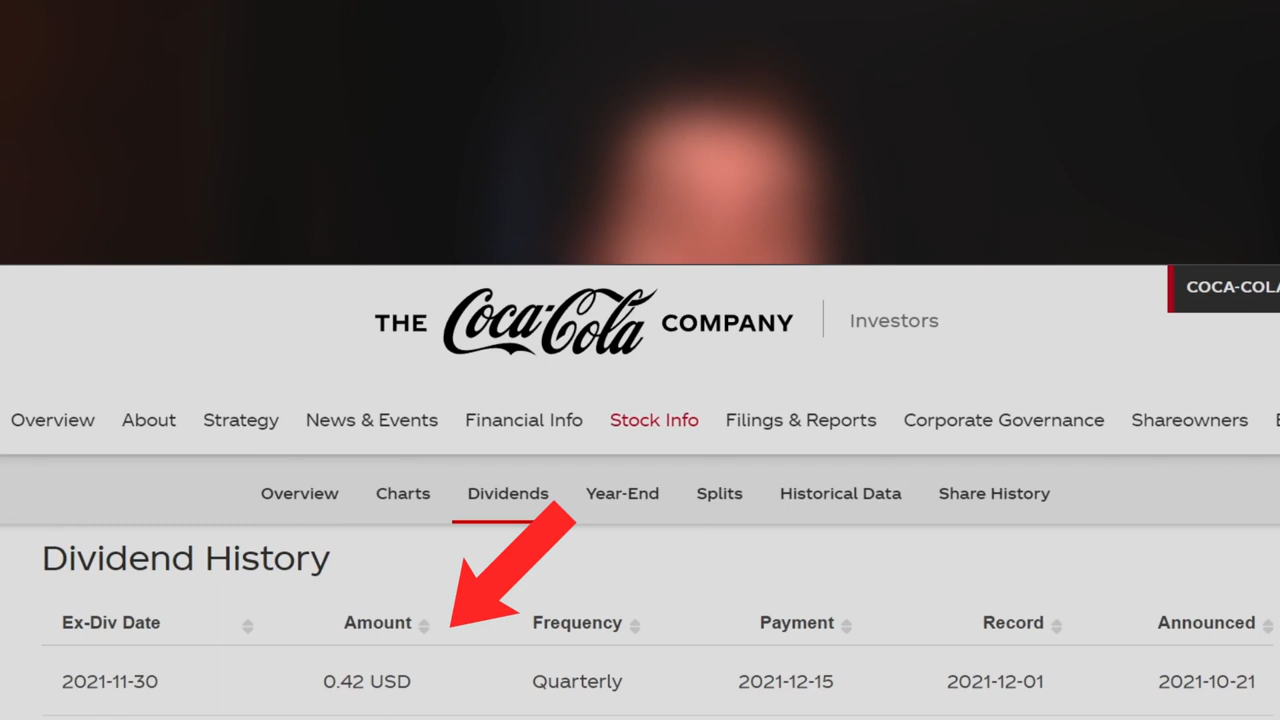 THE Coca-Cola COMPANY Investors
COCA-COLA
Overview About Strategy News & Events Financial Info Stock Info Filings & Reports Corporate Governance Shareowners
Overview Charts Dividends Year-End Splits Historical Data Share History
Dividend History
Ex-Div Date Amount Frequency Payment Record Announced
2021-11-30 0.42 USD Quarterly 2021-12-15 2021-12-01 2021-10-21